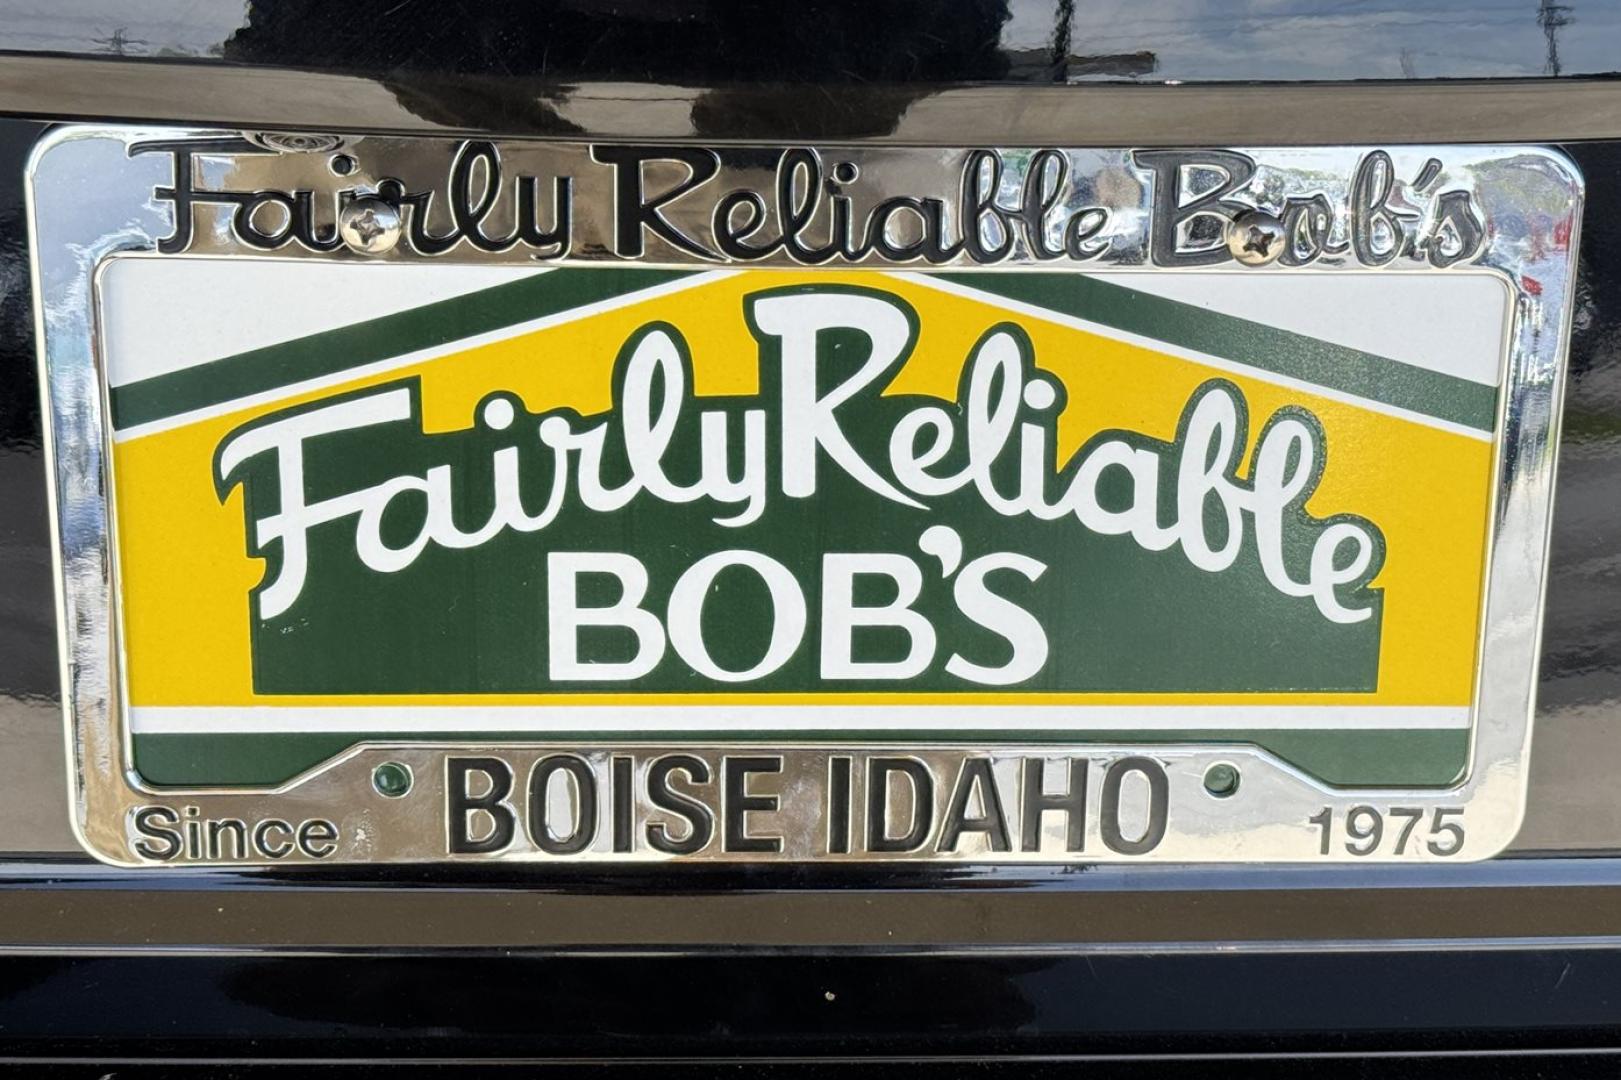 Fairly Reliable Bob's
Fairly Reliable
BOB'S
BOISE IDAHO
Since 1975